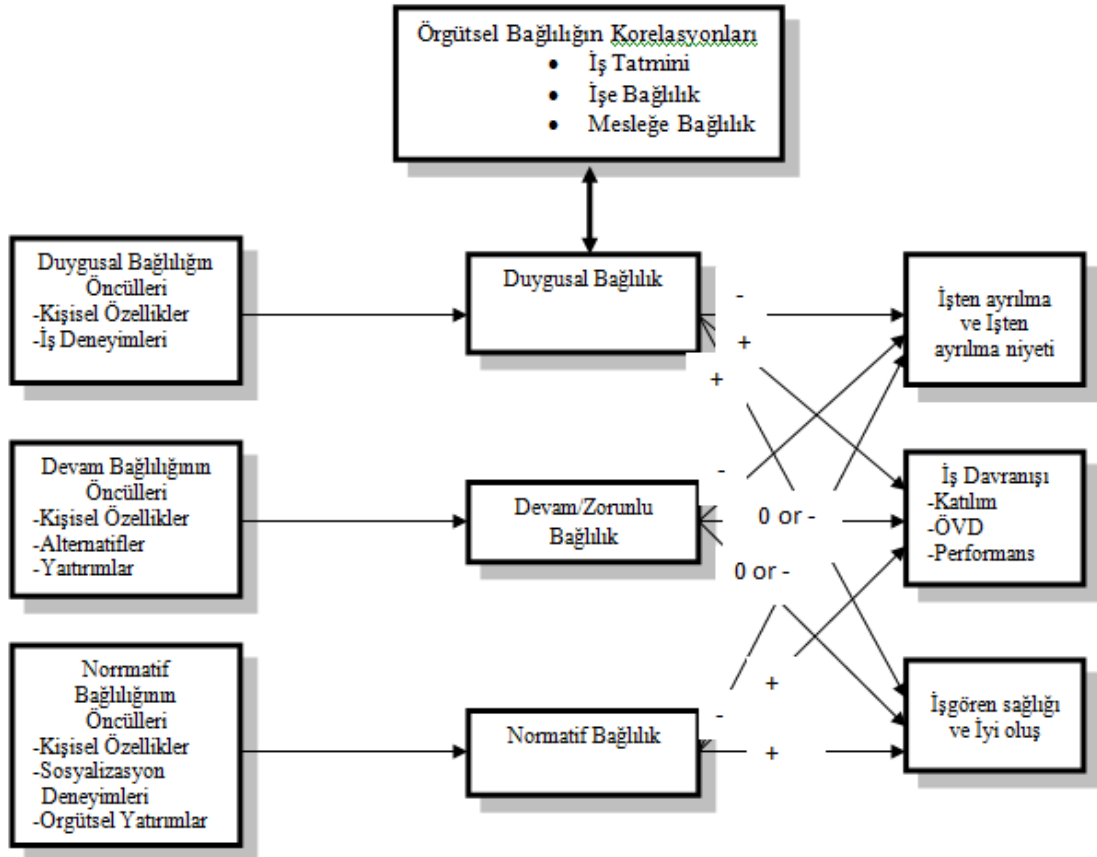 Örgütsel Bağlılığın Korelasyonları
• İş Tatmini
• İşe Bağlılık
• Mesleğe Bağlılık
Duygusal Bağlılığın
Öncülleri
-Kişisel Özellikler
-İş Deneyimleri
Duygusal Bağlılık
-
+
+
İşten ayrılma
ve Işten
ayrılma niyeti
Devam Bağlılığının
Öncülleri
-Kişisel Özellikler
-Alternatifler
-Yaıtırımlar
Devam/Zorunlu
Bağlılık
-
0 or -
0 or -
İş Davranışı
-Katılım
-ÖVD
-Performans
Norrmatif
Bağlılığının
Öncülleri
-Kişisel Özellikler
-Sosyalizasyon
Deneyimleri
-Orgütsel Yatırımlar
Normatif Bağlılık
-
+
+
İşgören sağlığı
ve İyi oluş